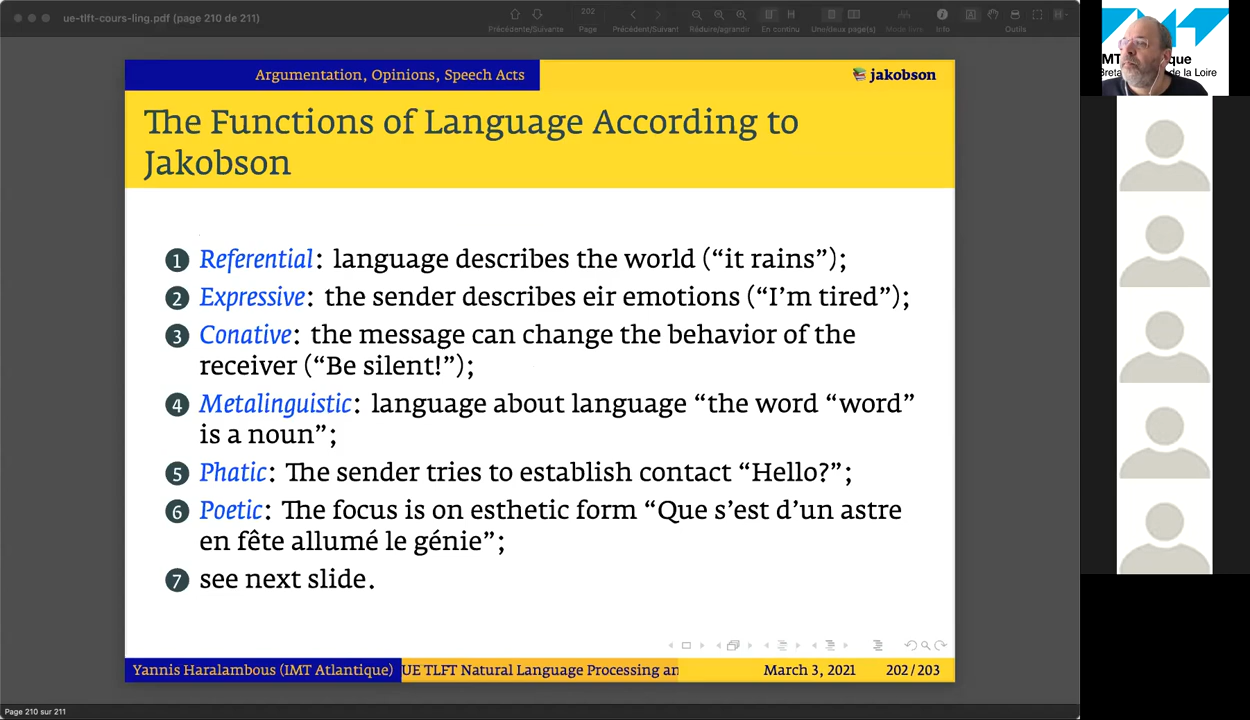 ue-tlft-cours-ling.pdf (page 210 de 211)
202
Précédente/Suivante
Page
Précédent/Suivant
Réduire/agrandir
En continu
Une/deux page(s)
Mode livre
Info
Outils
Argumentation, Opinions, Speech Acts
jakobson
The Functions of Language According to
Jakobson
1 Referential: language describes the world (“it rains”);
2 Expressive: the sender describes eir emotions (“I’m tired”);
3 Conative: the message can change the behavior of the
receiver (“Be silent!”);
4 Metalinguistic: language about language “the word “word”
is a noun”;
5 Phatic: The sender tries to establish contact “Hello?”;
6 Poetic: The focus is on esthetic form “Que s’est d’un astre
en fête allumé le génie”;
7 see next slide.
Yannis Haralambous (IMT Atlantique)
UE TLFT Natural Language Processing an
March 3, 2021
202/203
Page 210 sur 211
de la Loire